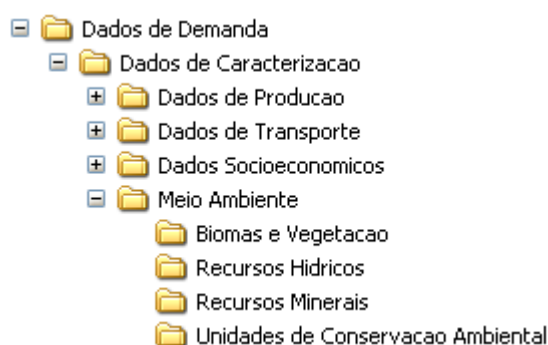 Dados de Demanda
Dados de Caracterizacao
Dados de Producao
Dados de Transporte
Dados Socioeconomicos
Meio Ambiente
Biomas e Vegetacao
Recursos Hidricos
Recursos Minerais
Unidades de Conservacao Ambiental